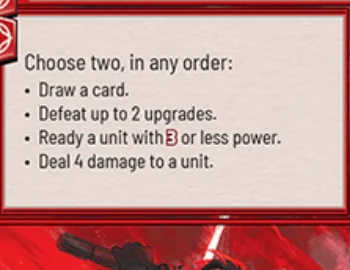 Choose two, in any order:
• Draw a card.
• Defeat up to 2 upgrades.
• Ready a unit with 3 or less power.
• Deal 4 damage to a unit.